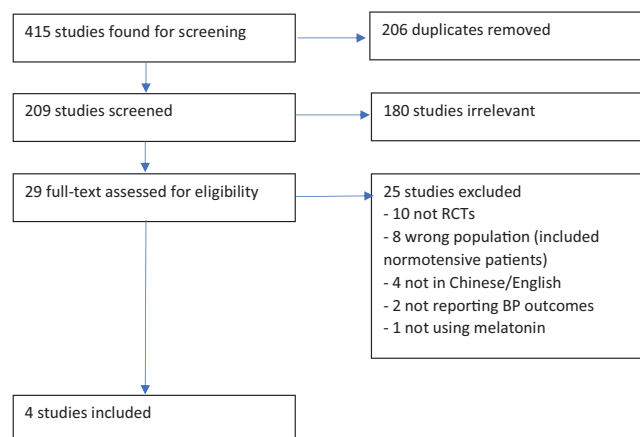 415 studies found for screening
206 duplicates removed
209 studies screened
180 studies irrelevant
29 full-text assessed for eligibility
25 studies excluded
- 10 not RCTs
- 8 wrong population (included
normotensive patients)
- 4 not in Chinese/English
- 2 not reporting BP outcomes
- 1 not using melatonin
4 studies included